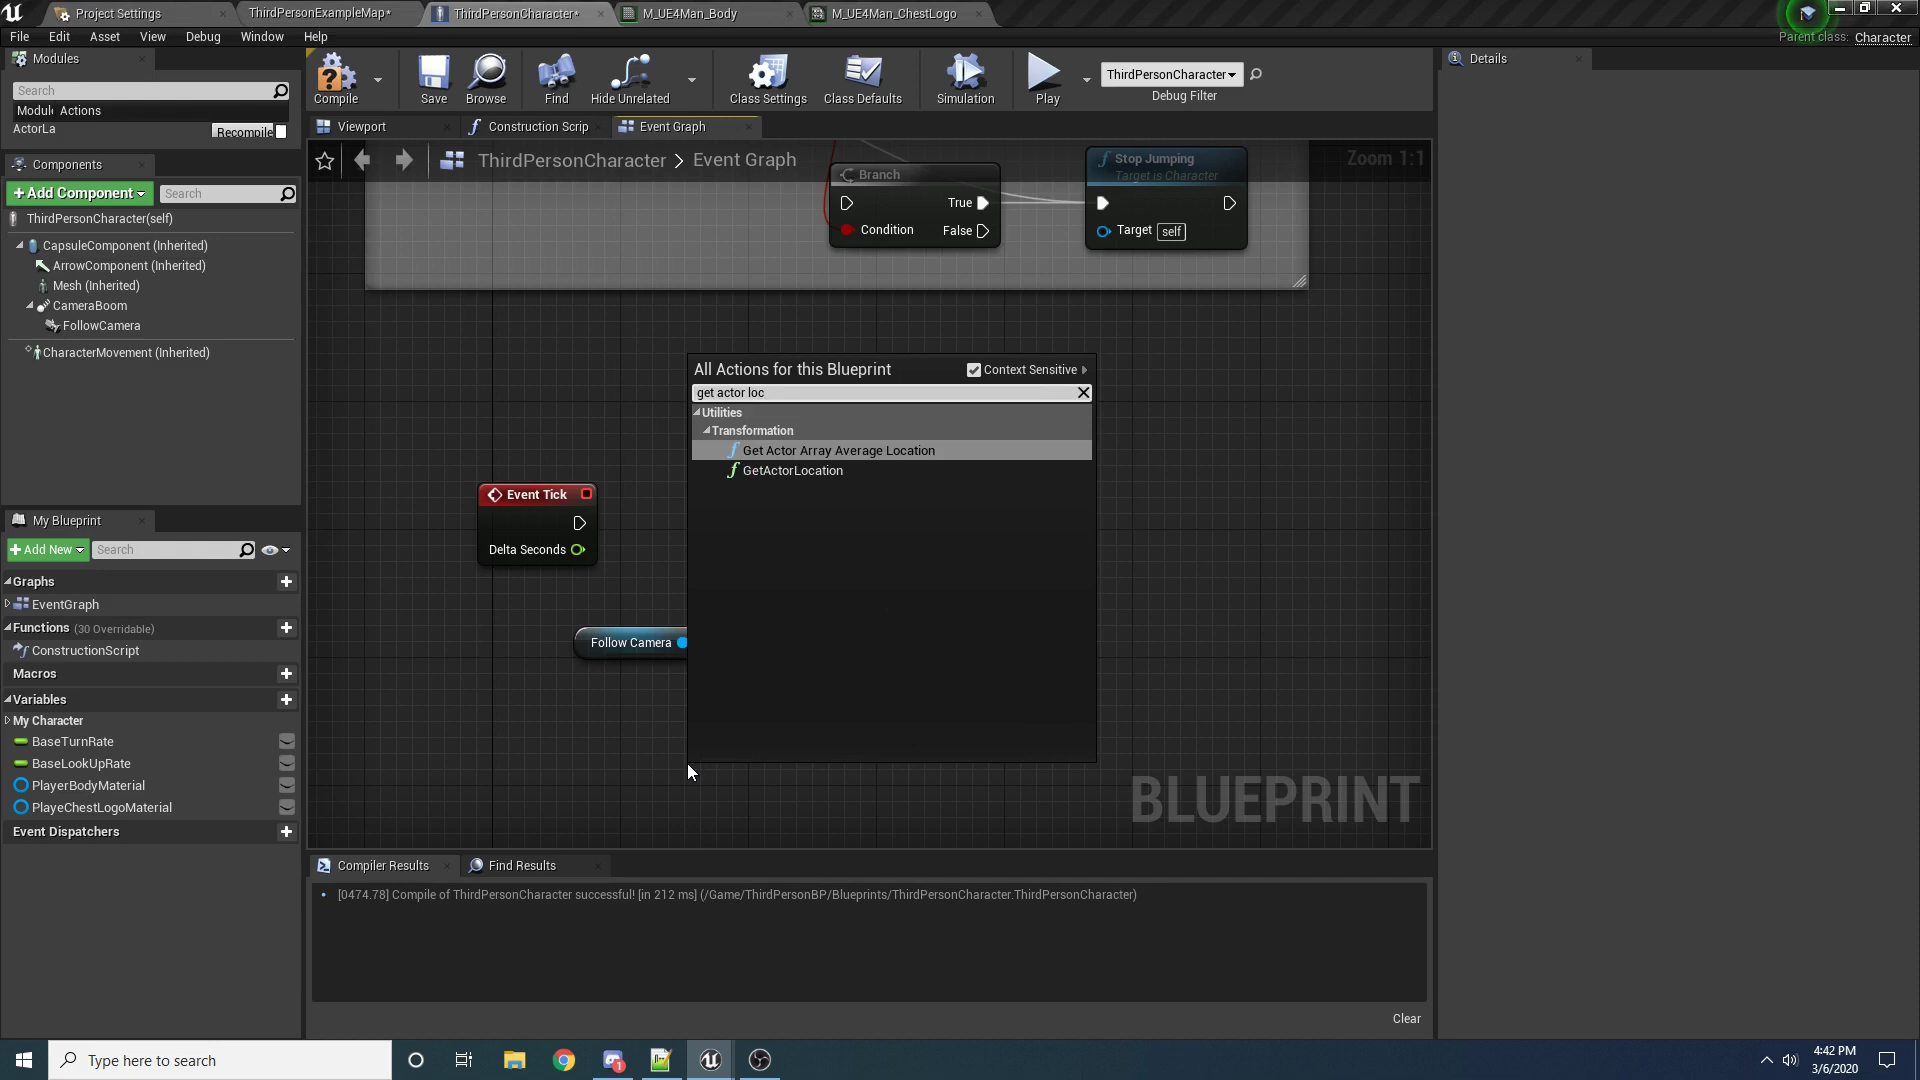 Project Settings
ThirdPersonExampleMap*
ThirdPersonCharacter*
M_UE4Man_Body
M_UE4Man_ChestLogo
File Edit Asset View Debug Window Help
Parent class: Character
Modules
Search
Modul Actions
ActorLa
Recompile
Components
+Add Component
Search
ThirdPersonCharacter(self)
CapsuleComponent (Inherited)
ArrowComponent (Inherited)
Mesh (Inherited)
CameraBoom
FollowCamera
CharacterMovement (Inherited)
My Blueprint
+Add New
Search
Graphs
EventGraph
Functions (30 Overridable)
ConstructionScript
Macros
Variables
My Character
BaseTurnRate
BaseLookUpRate
PlayerBodyMaterial
PlayeChestLogoMaterial
Event Dispatchers
Compile
Save
Browse
Find
Hide Unrelated
Class Settings
Class Defaults
Simulation
Play
ThirdPersonCharacter
Debug Filter
Viewport
Construction Scrip
Event Graph
ThirdPersonCharacter > Event Graph
Zoom 1:1
Branch
True
Condition
False
Stop Jumping
Target is Character
Target self
All Actions for this Blueprint
Context Sensitive
get actor loc
Utilities
Transformation
Get Actor Array Average Location
GetActorLocation
Event Tick
Delta Seconds
Follow Camera
BLUEPRINT
Compiler Results
Find Results
[0474.78] Compile of ThirdPersonCharacter successful! [in 212 ms] (/Game/ThirdPersonBP/Blueprints/ThirdPersonCharacter.ThirdPersonCharacter)
Clear
Details
Type here to search
1
4:42 PM
3/6/2020